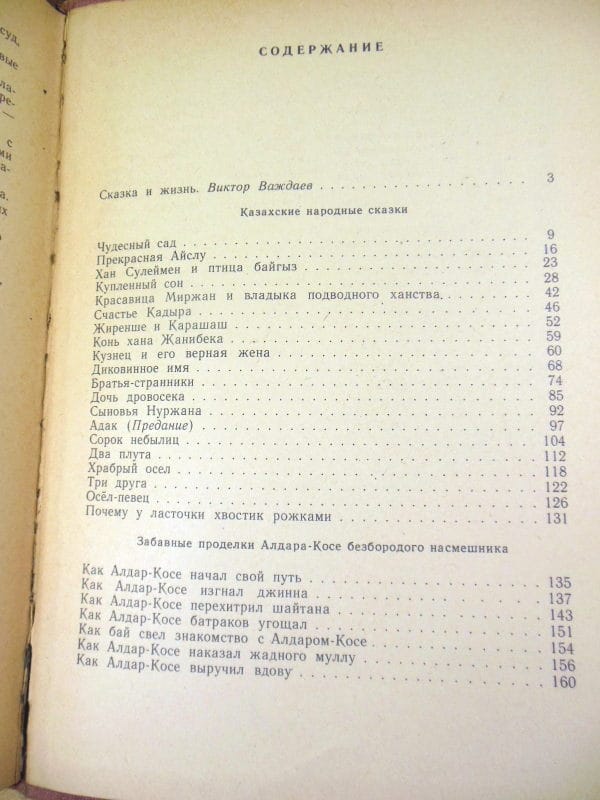 суд,
вые
ла-
ре-
—
с
ми
а-
а.
их
СОДЕРЖАНИЕ
Сказка и жизнь. Виктор Важдаев . . . . . . . . . . . . . . . . . . 3
Казахские народные сказки
Чудесный сад . . . . . . . . . . . . . . . . . . 9
Прекрасная Айслу . . . . . . . . . . . . . . . . . . 16
Хан Сулеймен и птица байгыз . . . . . . . . . . . . . . . . . . 23
Купленный сон . . . . . . . . . . . . . . . . . . 28
Красавица Миржан и владыка подводного ханства. . . . . . . . . 42
Счастье Кадыра . . . . . . . . . . . . . . . . . . 46
Жиренше и Карашаш . . . . . . . . . . . . . . . . . . 52
Конь хана Жанибека . . . . . . . . . . . . . . . . . . 59
Кузнец и его верная жена . . . . . . . . . . . . . . . . . . 60
Диковинное имя . . . . . . . . . . . . . . . . . . 68
Братья-странники . . . . . . . . . . . . . . . . . . 74
Дочь дровосека . . . . . . . . . . . . . . . . . . 85
Сыновья Нуржана . . . . . . . . . . . . . . . . . . 92
Адак (Предание) . . . . . . . . . . . . . . . . . . 97
Сорок небылиц . . . . . . . . . . . . . . . . . . 104
Два плута . . . . . . . . . . . . . . . . . . 112
Храбрый осел . . . . . . . . . . . . . . . . . . 118
Три друга . . . . . . . . . . . . . . . . . . 122
Осёл-певец . . . . . . . . . . . . . . . . . . 126
Почему у ласточки хвостик рожками . . . . . . . . . . . . . . . 131
Забавные проделки Алдара-Косе безбородого насмешника
Как Алдар-Косе начал свой путь . . . . . . . . . . . . . . . . . . 135
Как Алдар-Косе изгнал джинна . . . . . . . . . . . . . . . . . . 137
Как Алдар-Косе перехитрил шайтана . . . . . . . . . . . . . . . 143
Как Алдар-Косе батраков угощал . . . . . . . . . . . . . . . . . . 151
Как бай свел знакомство с Алдаром-Косе . . . . . . . . . . . . . 154
Как Алдар-Косе наказал жадного муллу . . . . . . . . . . . . . 156
Как Алдар-Косе выручил вдову . . . . . . . . . . . . . . . . . . 160